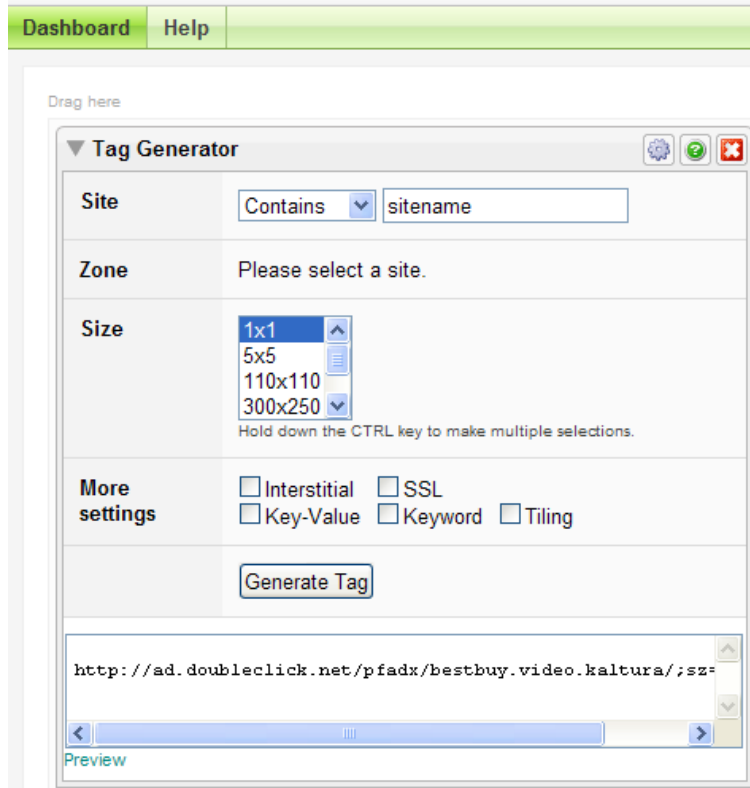 Dashboard Help
Drag here
Tag Generator
Site Contains sitename
Zone Please select a site.
Size 1x1
5x5
110x110
300x250
Hold down the CTRL key to make multiple selections.
More settings Interstitial SSL
Key-Value Keyword Tiling
Generate Tag
http://ad.doubleclick.net/pfadx/bestbuy.video.kaltura/;sz=
Preview